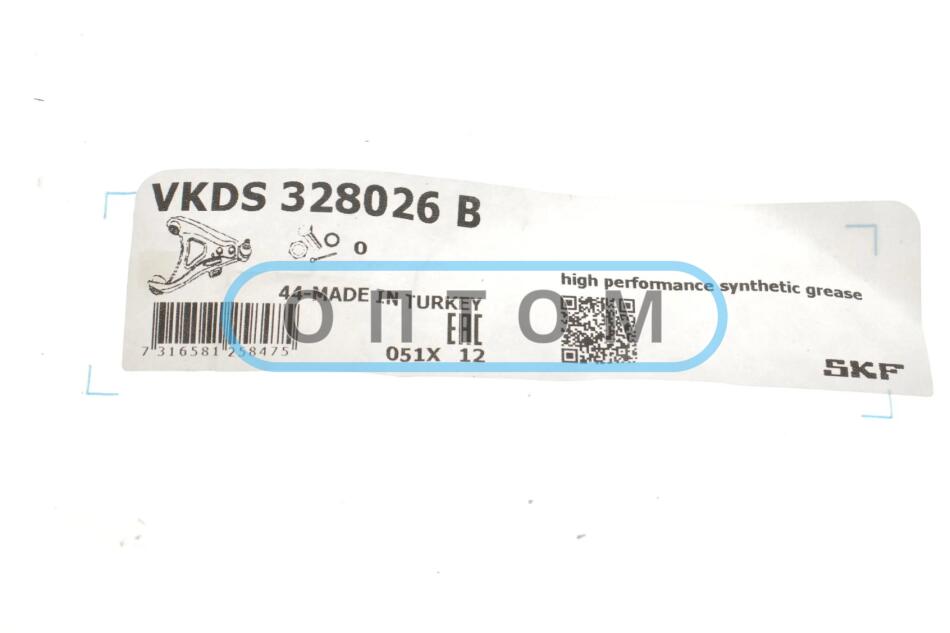 VKDS 328026 B
0
44-MADE IN TURKEY
high performance synthetic grease
ОПТОМ
EAC
7 316581 258475
051X 12
SKF